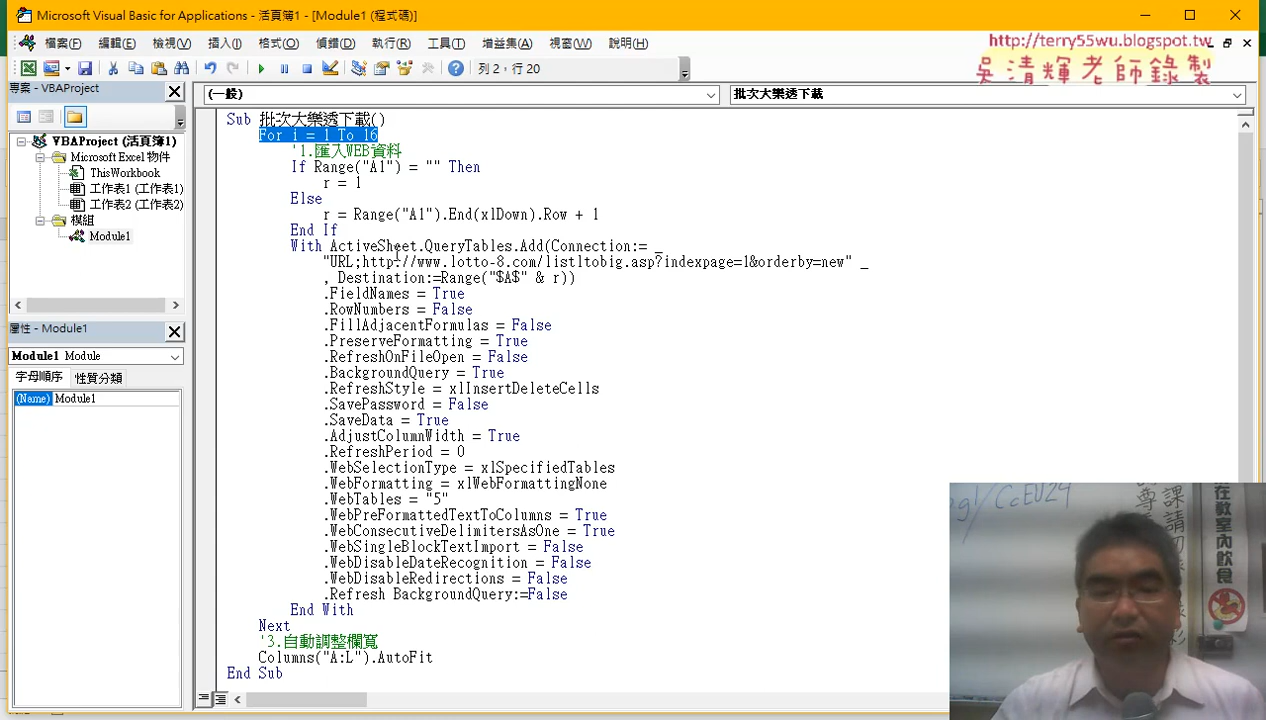 Microsoft Visual Basic for Applications - 活頁簿1 - [Module1 (程式碼)]
http://terry55wu.blogspot.tw
吳清輝老師錄製
檔案(F) 編輯(E) 檢視(V) 插入(I) 格式(O) 偵錯(D) 執行(R) 工具(T) 增益集(A) 視窗(W) 說明(H)
列 2，行 20
專案 - VBAProject
(一般)
批次大樂透下載
VBAProject (活頁簿1)
Microsoft Excel 物件
ThisWorkbook
工作表1 (工作表1)
工作表2 (工作表2)
模組
Module1
屬性 - Module1
Module1 Module
字母順序 性質分類
(Name) Module1
Sub 批次大樂透下載()
For i = 1 To 16
'1.匯入WEB資料
If Range("A1") = "" Then
r = 1
Else
r = Range("A1").End(xlDown).Row + 1
End If
With ActiveSheet.QueryTables.Add(Connection:= _
"URL;http://www.lotto-8.com/listltobig.asp?indexpage=1&orderby=new" _
, Destination:=Range("$A$" & r))
.FieldNames = True
.RowNumbers = False
.FillAdjacentFormulas = False
.PreserveFormatting = True
.RefreshOnFileOpen = False
.BackgroundQuery = True
.RefreshStyle = xlInsertDeleteCells
.SavePassword = False
.SaveData = True
.AdjustColumnWidth = True
.RefreshPeriod = 0
.WebSelectionType = xlSpecifiedTables
.WebFormatting = xlWebFormattingNone
.WebTables = "5"
.WebPreFormattedTextToColumns = True
.WebConsecutiveDelimitersAsOne = True
.WebSingleBlockTextImport = False
.WebDisableDateRecognition = False
.WebDisableRedirections = False
.Refresh BackgroundQuery:=False
End With
Next
'3.自動調整欄寬
Columns("A:L").AutoFit
End Sub
在教室內飲食